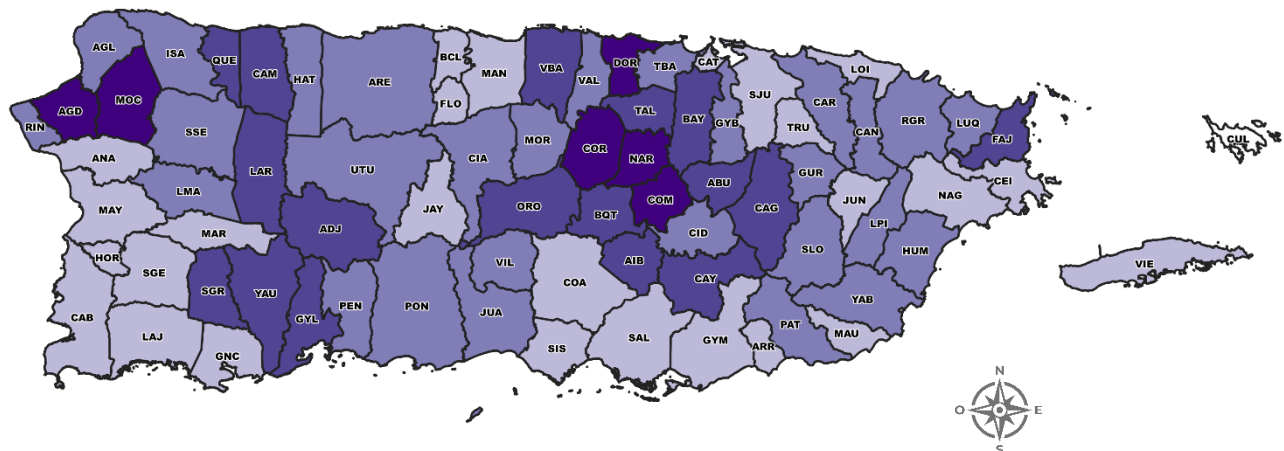 AGL
ISA
QUE
CAM
HAT
ARE
BCL
MAN
VBA
VAL
DOR
TBA
CAT
SJU
LOI
FLO
AGD
MOC
RIN
SSE
TAL
BAY
GYB
TRU
CAR
CAN
RGR
LUQ
FAJ
CUL
ANA
LAR
UTU
CIA
MOR
COR
NAR
LMA
MAY
JAY
ORO
BQT
COM
ABU
CAG
GUR
JUN
LPI
NAG
CEI
MAR
ADJ
CID
SLO
HUM
HOR
SGE
SGR
YAU
GYL
PEN
PON
VIL
JUA
COA
AIB
CAY
YAB
VIE
CAB
LAJ
GNC
SIS
SAL
GYM
ARR
PAT
MAU
N
O
E
S